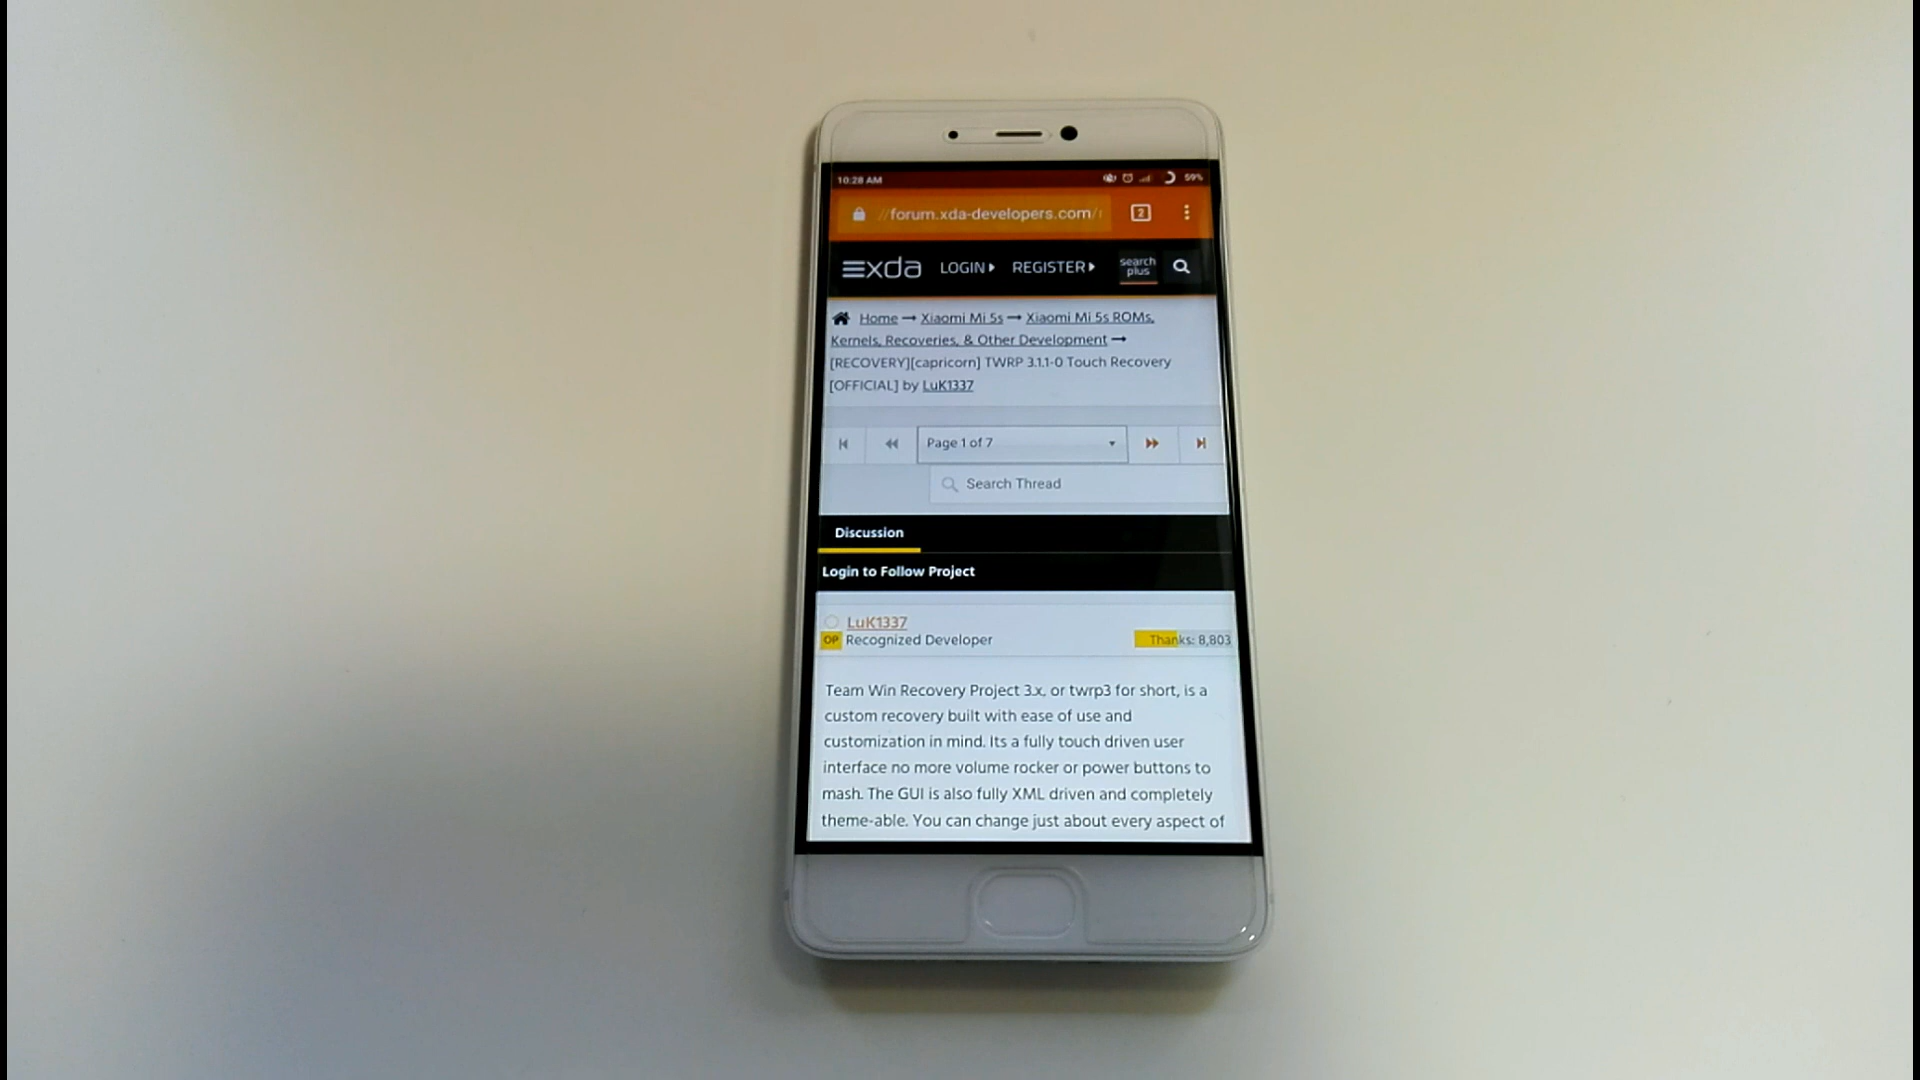 10:28 AM
59%
//forum.xda-developers.com/
2
xda LOGIN REGISTER search plus
Home → Xiaomi Mi 5s → Xiaomi Mi 5s ROMs,
Kernels, Recoveries, & Other Development →
[RECOVERY][capricorn] TWRP 3.1.1-0 Touch Recovery
[OFFICIAL] by LuK1337
Page 1 of 7
Search Thread
Discussion
Login to Follow Project
LuK1337
OP Recognized Developer Thanks: 8,803
Team Win Recovery Project 3.x, or twrp3 for short, is a
custom recovery built with ease of use and
customization in mind. Its a fully touch driven user
interface no more volume rocker or power buttons to
mash. The GUI is also fully XML driven and completely
theme-able. You can change just about every aspect of